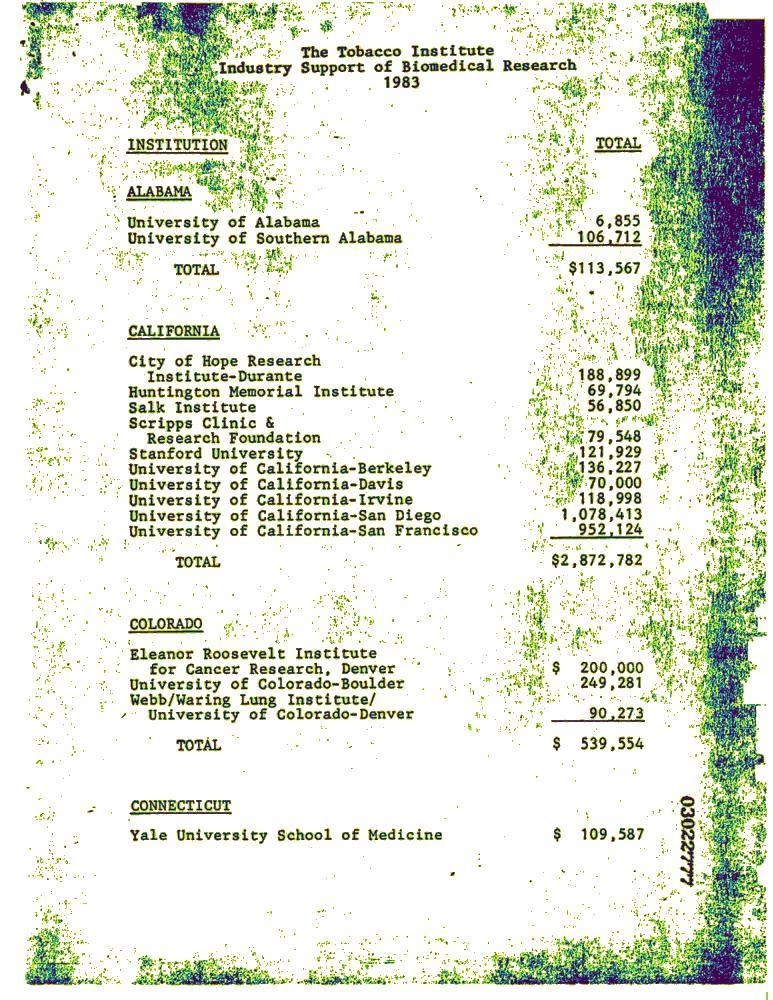 The Tobacco Institute
Industry Support of Biomedical Research
1983
INSTITUTION TOTAL
ALABAMA
University of Alabama 6,855
University of Southern Alabama 106,712
TOTAL $113,567
CALIFORNIA
City of Hope Research
Institute-Durante 188,899
Huntington Memorial Institute 69,794
Salk Institute 56,850
Scripps Clinic &
Research Foundation 79,548
Stanford University 121,929
University of California-Berkeley 136,227
University of California-Davis 70,000
University of California-Irvine 118,998
University of California-San Diego 1,078,413
University of California-San Francisco 952,124
TOTAL $2,872,782
COLORADO
Eleanor Roosevelt Institute
for Cancer Research, Denver $ 200,000
University of Colorado-Boulder 249,281
Webb/Waring Lung Institute/
University of Colorado-Denver 90,273
TOTAL $ 539,554
CONNECTICUT
Yale University School of Medicine $ 109,587
03022777